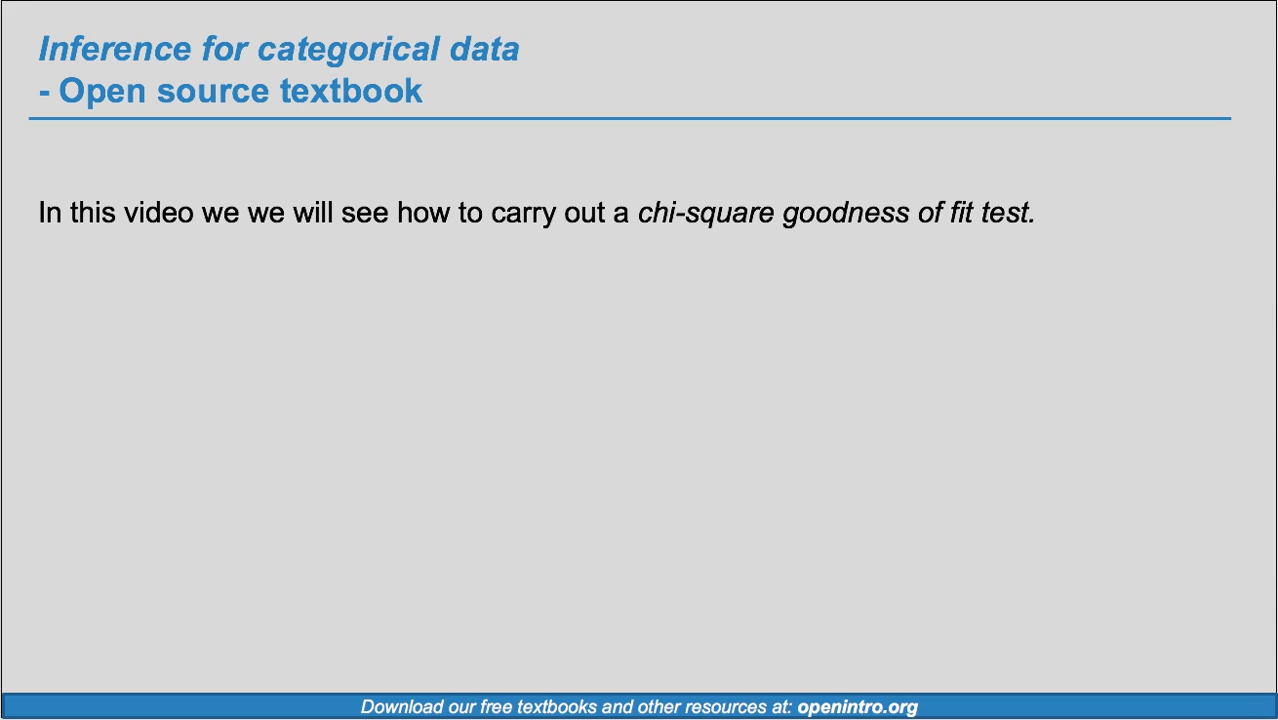 Inference for categorical data
- Open source textbook
In this video we we will see how to carry out a chi-square goodness of fit test.
Download our free textbooks and other resources at: openintro.org